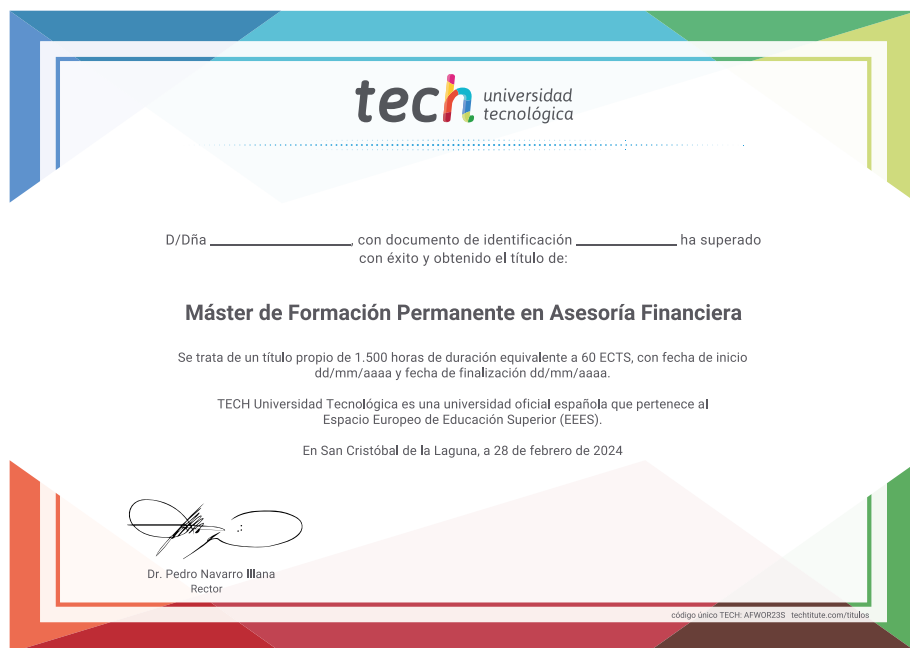 tech universidad
tecnológica
D/Dña ________________, con documento de identificación ____________ ha superado
con éxito y obtenido el título de:
Máster de Formación Permanente en Asesoría Financiera
Se trata de un título propio de 1.500 horas de duración equivalente a 60 ECTS, con fecha de inicio
dd/mm/aaaa y fecha de finalización dd/mm/aaaa.
TECH Universidad Tecnológica es una universidad oficial española que pertenece al
Espacio Europeo de Educación Superior (EEES).
En San Cristóbal de la Laguna, a 28 de febrero de 2024
Dr. Pedro Navarro Illana
Rector
código único TECH: AFWOR23S techtitute.com/titulos